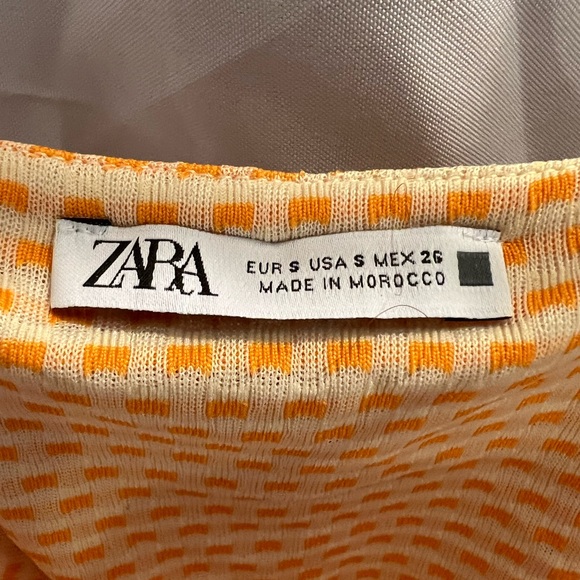 ZARA
EUR S USA S MEX 26
MADE IN MOROCCO